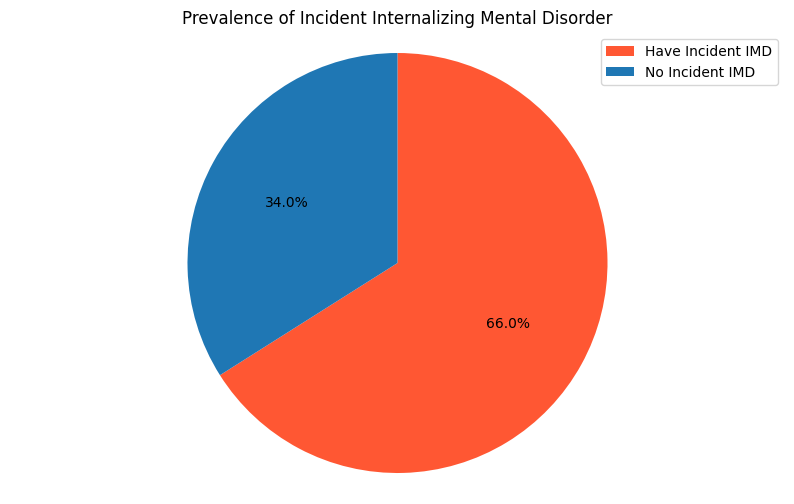 Prevalence of Incident Internalizing Mental Disorder
Have Incident IMD
No Incident IMD
34.0%
66.0%